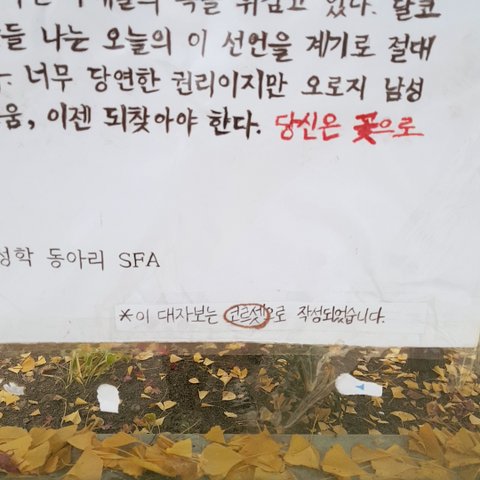 뒤집고 있다. 탈코
들 나는 오늘의 이 선언을 계기로 절대
. 너무 당연한 권리이지만 오로지 남성
움, 이젠 되찾아야 한다. 당신은 꽃으로
성학 동아리 SFA
*이 대자보는 코르셋으로 작성되었습니다.